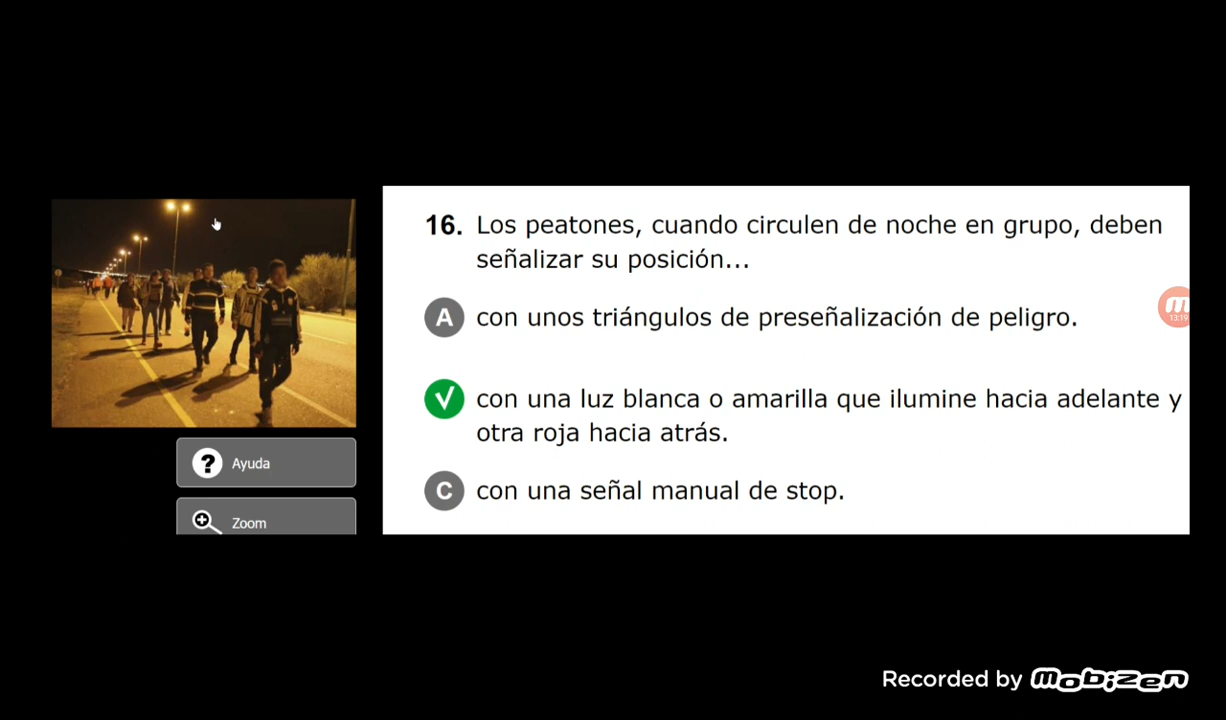 16. Los peatones, cuando circulen de noche en grupo, deben
señalizar su posición...
A con unos triángulos de preseñalización de peligro.
con una luz blanca o amarilla que ilumine hacia adelante y
otra roja hacia atrás.
C con una señal manual de stop.
? Ayuda
Zoom
13:19
Recorded by mobizen